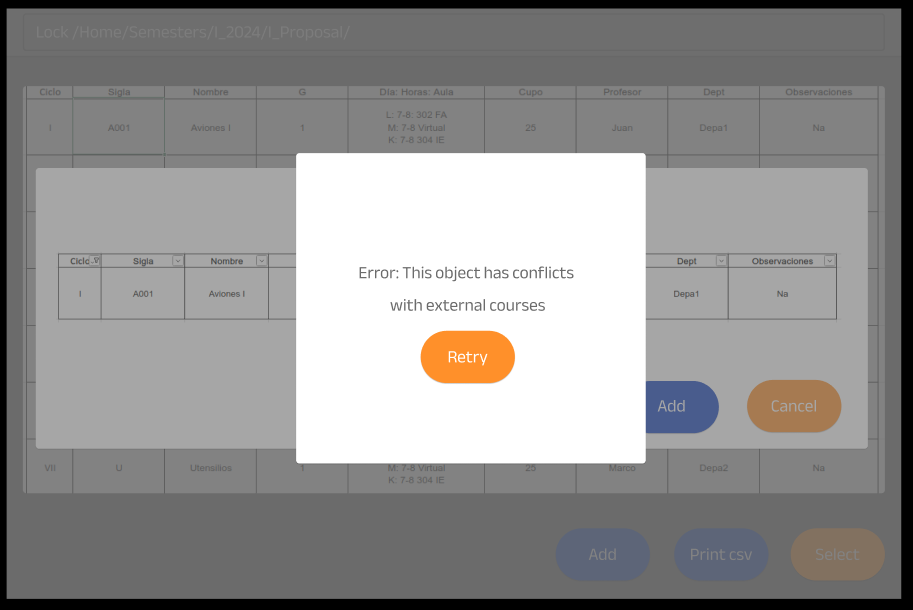 Lock /Home/Semesters/I_2024/I_Proposal/
Ciclo Sigla Nombre G Dia: Horas: Aula Cupo Profesor Dept Observaciones
L: 7-8: 302 FA
I A001 Aviones I 1 M: 7-8 Virtual 25 Juan Depa1 Na
K: 7-8 304 IE
Ciclo Sigla Nombre Dept Observaciones
I A001 Aviones I Depa1 Na
Error: This object has conflicts
with external courses
Retry
Add Cancel
VII U Utensilios 1 M: 7-8 Virtual 25 Marco Depa2 Na
K: 7-8 304 IE
Add Print csv Select